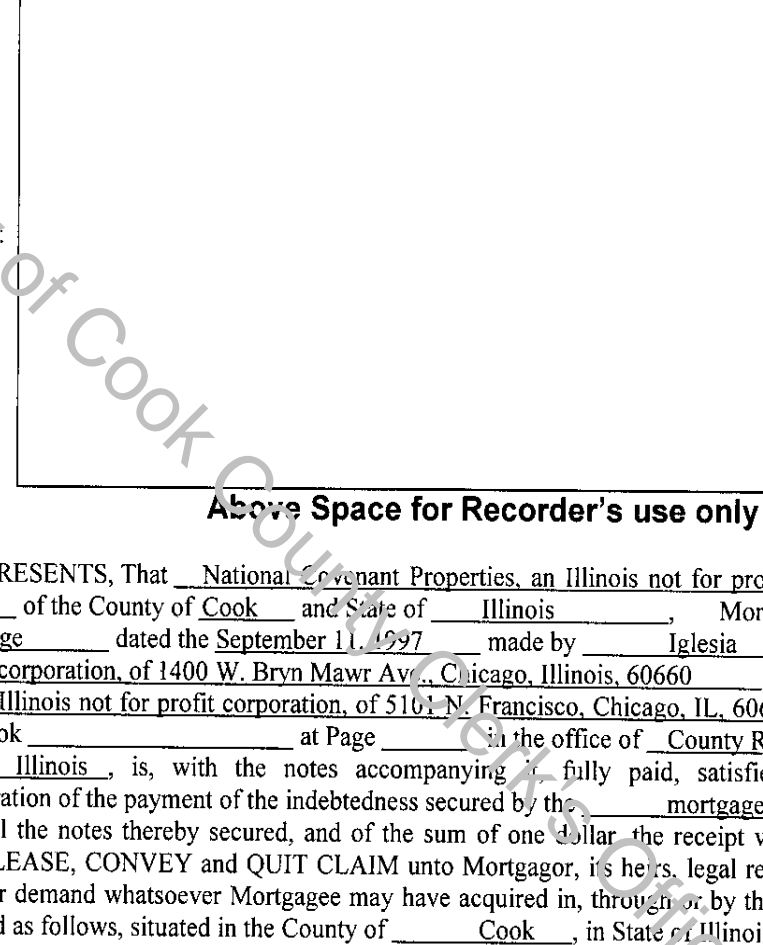 :
of Cook County Clerk's Offi
Above Space for Recorder's use only
RESENTS, That National Covenant Properties, an Illinois not for pro
of the County of Cook and State of Illinois , Mor
ge dated the September 11, 1997 made by Iglesia
corporation, of 1400 W. Bryn Mawr Ave., Chicago, Illinois, 60660
Illinois not for profit corporation, of 5101 N. Francisco, Chicago, IL, 606
ok at Page in the office of County R
Illinois , is, with the notes accompanying it, fully paid, satisfie
ation of the payment of the indebtedness secured by the mortgage
l the notes thereby secured, and of the sum of one dollar, the receipt v
LEASE, CONVEY and QUIT CLAIM unto Mortgagor, its heirs, legal re
r demand whatsoever Mortgagee may have acquired in, through or by th
d as follows, situated in the County of Cook , in State of Illinoi